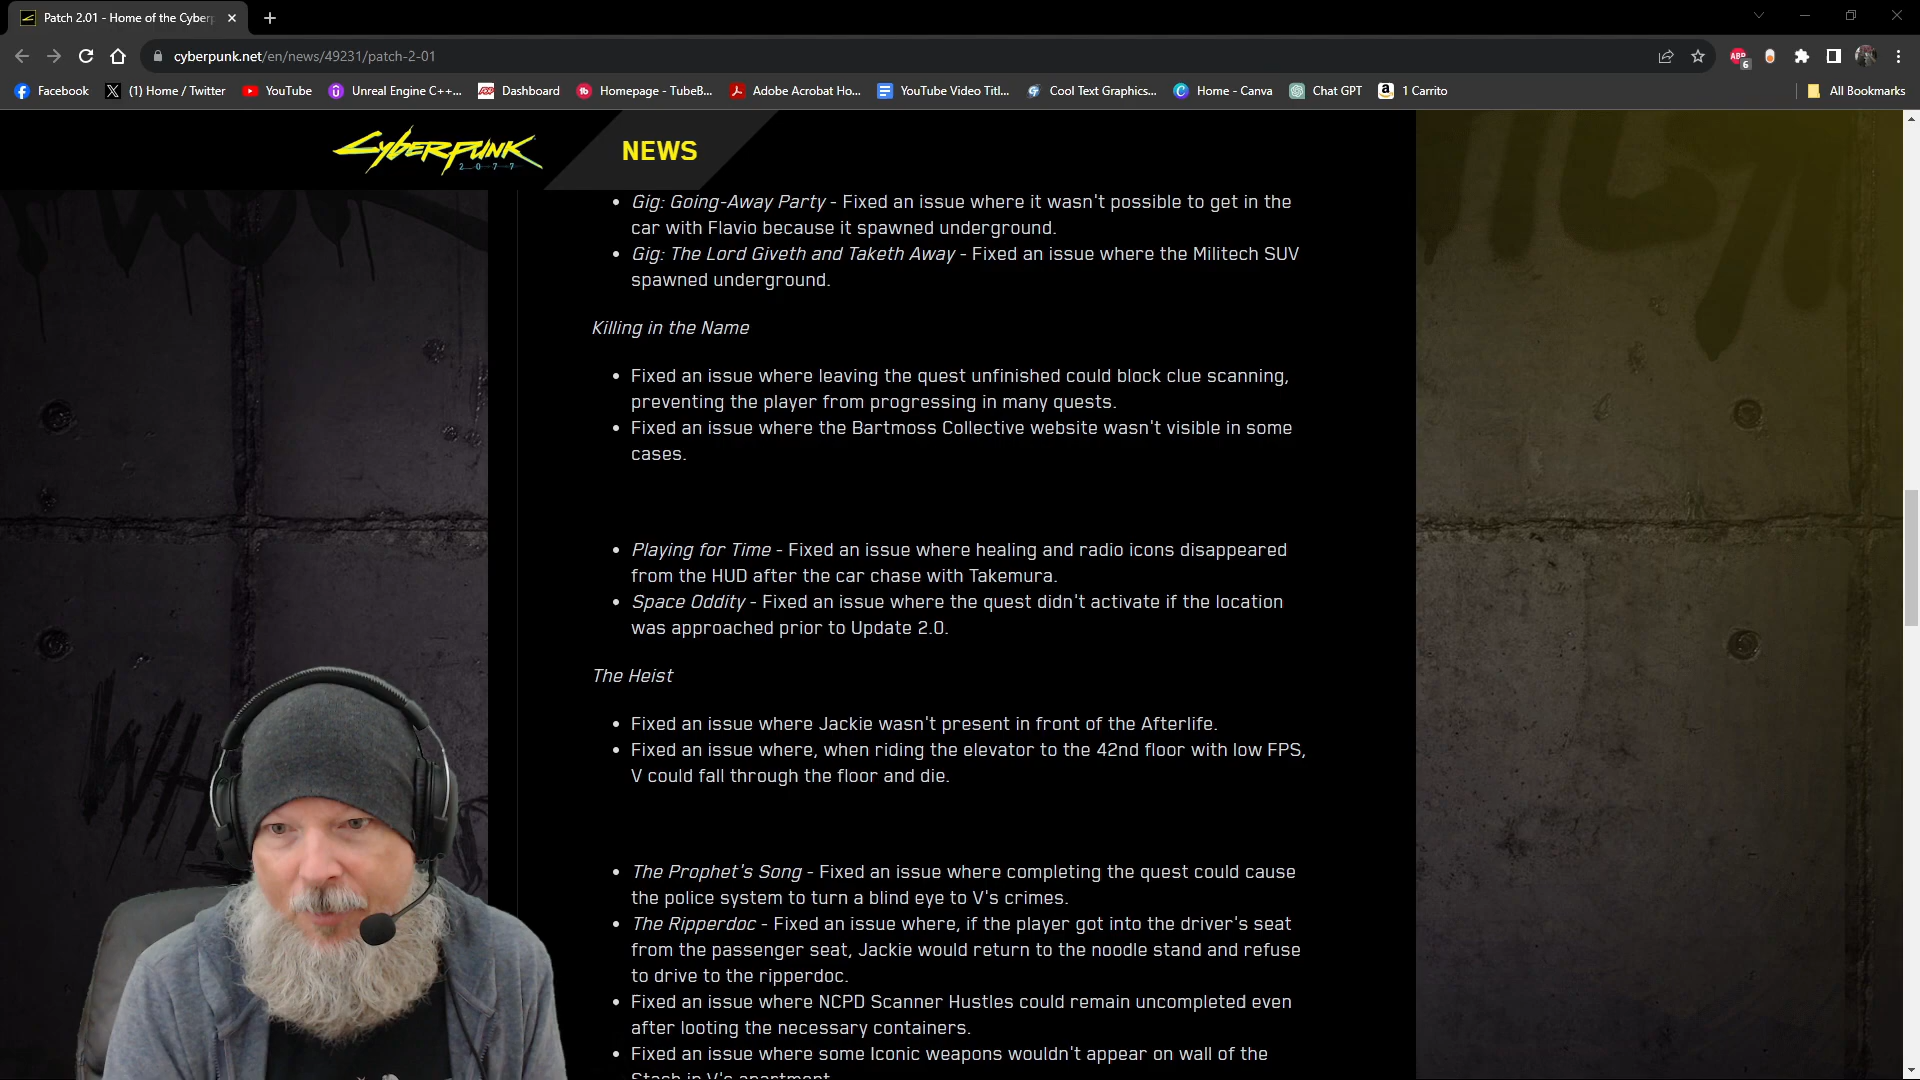 Patch 2.01 - Home of the Cyberp
cyberpunk.net/en/news/49231/patch-2-01
ABP
6
Facebook
(1) Home / Twitter
YouTube
Unreal Engine C++...
Dashboard
Homepage - TubeB...
Adobe Acrobat Ho...
YouTube Video Titl...
Cool Text Graphics...
Home - Canva
Chat GPT
1 Carrito
All Bookmarks
Cyberpunk
2077
NEWS
• Gig: Going-Away Party - Fixed an issue where it wasn't possible to get in the
car with Flavio because it spawned underground.
• Gig: The Lord Giveth and Taketh Away - Fixed an issue where the Militech SUV
spawned underground.
Killing in the Name
• Fixed an issue where leaving the quest unfinished could block clue scanning,
preventing the player from progressing in many quests.
• Fixed an issue where the Bartmoss Collective website wasn't visible in some
cases.
• Playing for Time - Fixed an issue where healing and radio icons disappeared
from the HUD after the car chase with Takemura.
• Space Oddity - Fixed an issue where the quest didn't activate if the location
was approached prior to Update 2.0.
The Heist
• Fixed an issue where Jackie wasn't present in front of the Afterlife.
• Fixed an issue where, when riding the elevator to the 42nd floor with low FPS,
V could fall through the floor and die.
• The Prophet's Song - Fixed an issue where completing the quest could cause
the police system to turn a blind eye to V's crimes.
• The Ripperdoc - Fixed an issue where, if the player got into the driver's seat
from the passenger seat, Jackie would return to the noodle stand and refuse
to drive to the ripperdoc.
• Fixed an issue where NCPD Scanner Hustles could remain uncompleted even
after looting the necessary containers.
• Fixed an issue where some Iconic weapons wouldn't appear on wall of the
Stash in V's apartment.